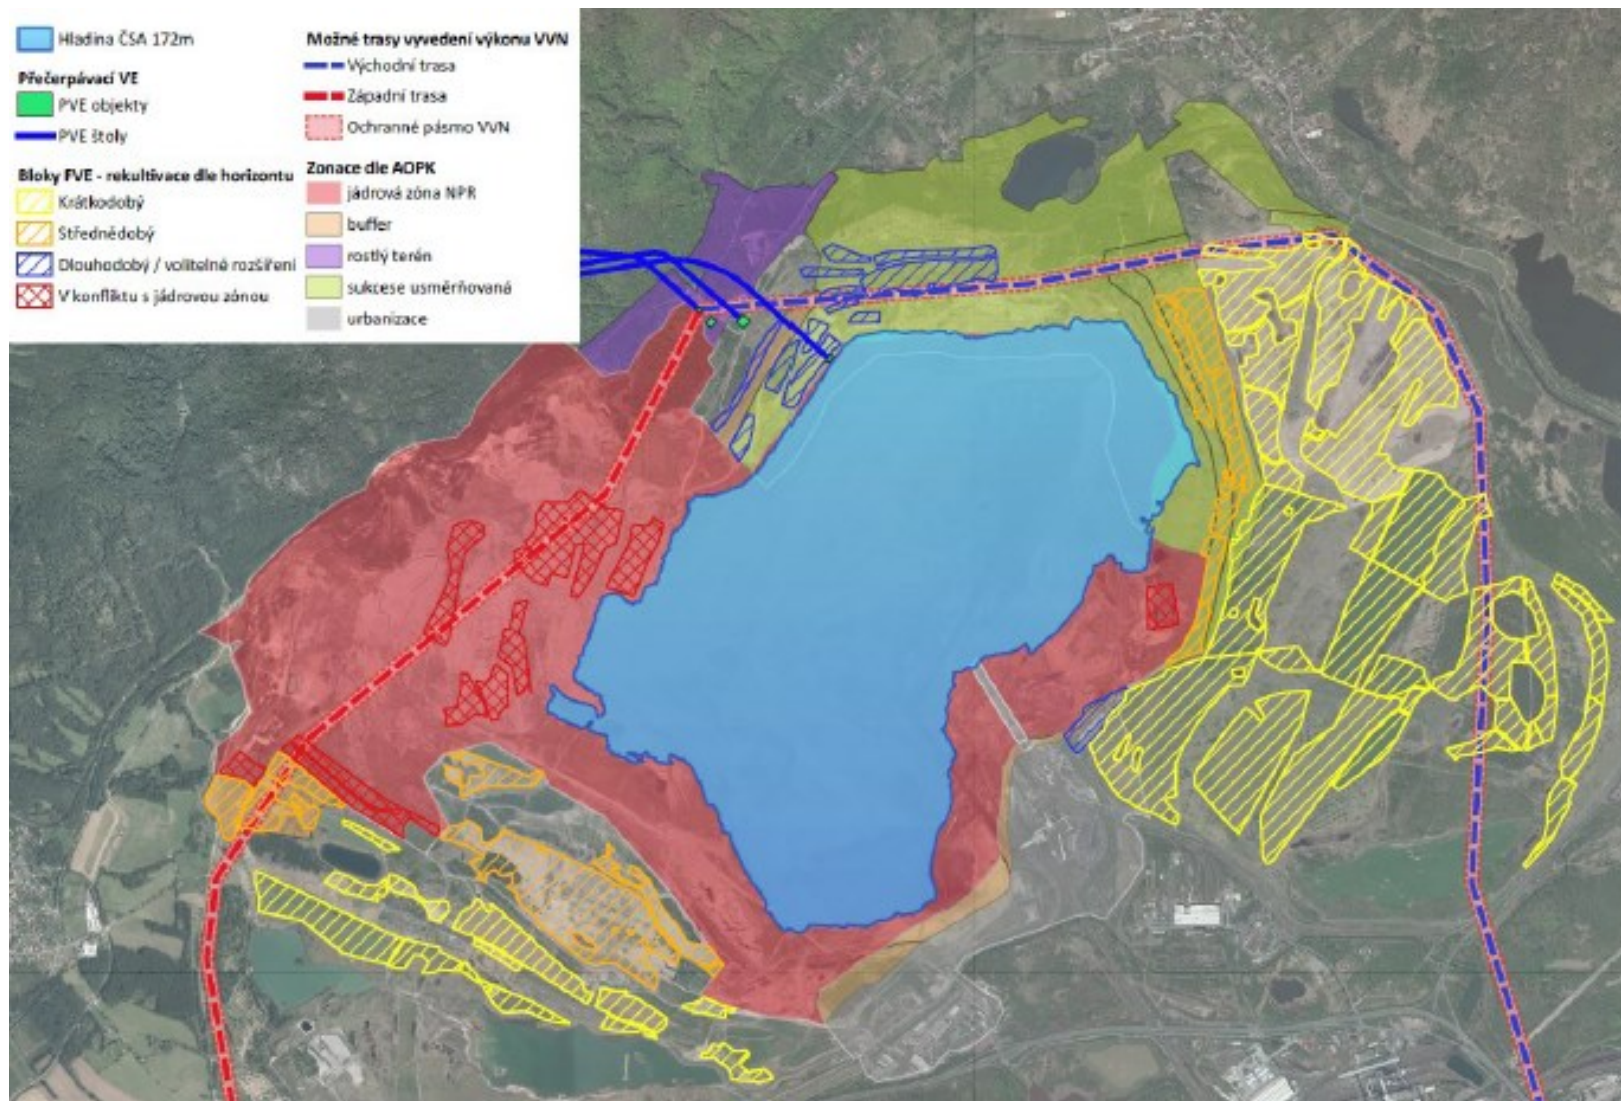 Hladina ČSA 172m
Přečerpávací VE
PVE objekty
PVE štoly
Bloky FVE - rekultivace dle horizontu
Krátkodobý
Střednědobý
Dlouhodobý / volitelné rozšíření
V konfliktu s jádrovou zónou
Možné trasy vyvedení výkonu VVN
Východní trasa
Západní trasa
Ochranné pásmo VVN
Zonace dle AOPK
jádrová zóna NPR
buffer
rostlý terén
sukcese usměrňovaná
urbanizace